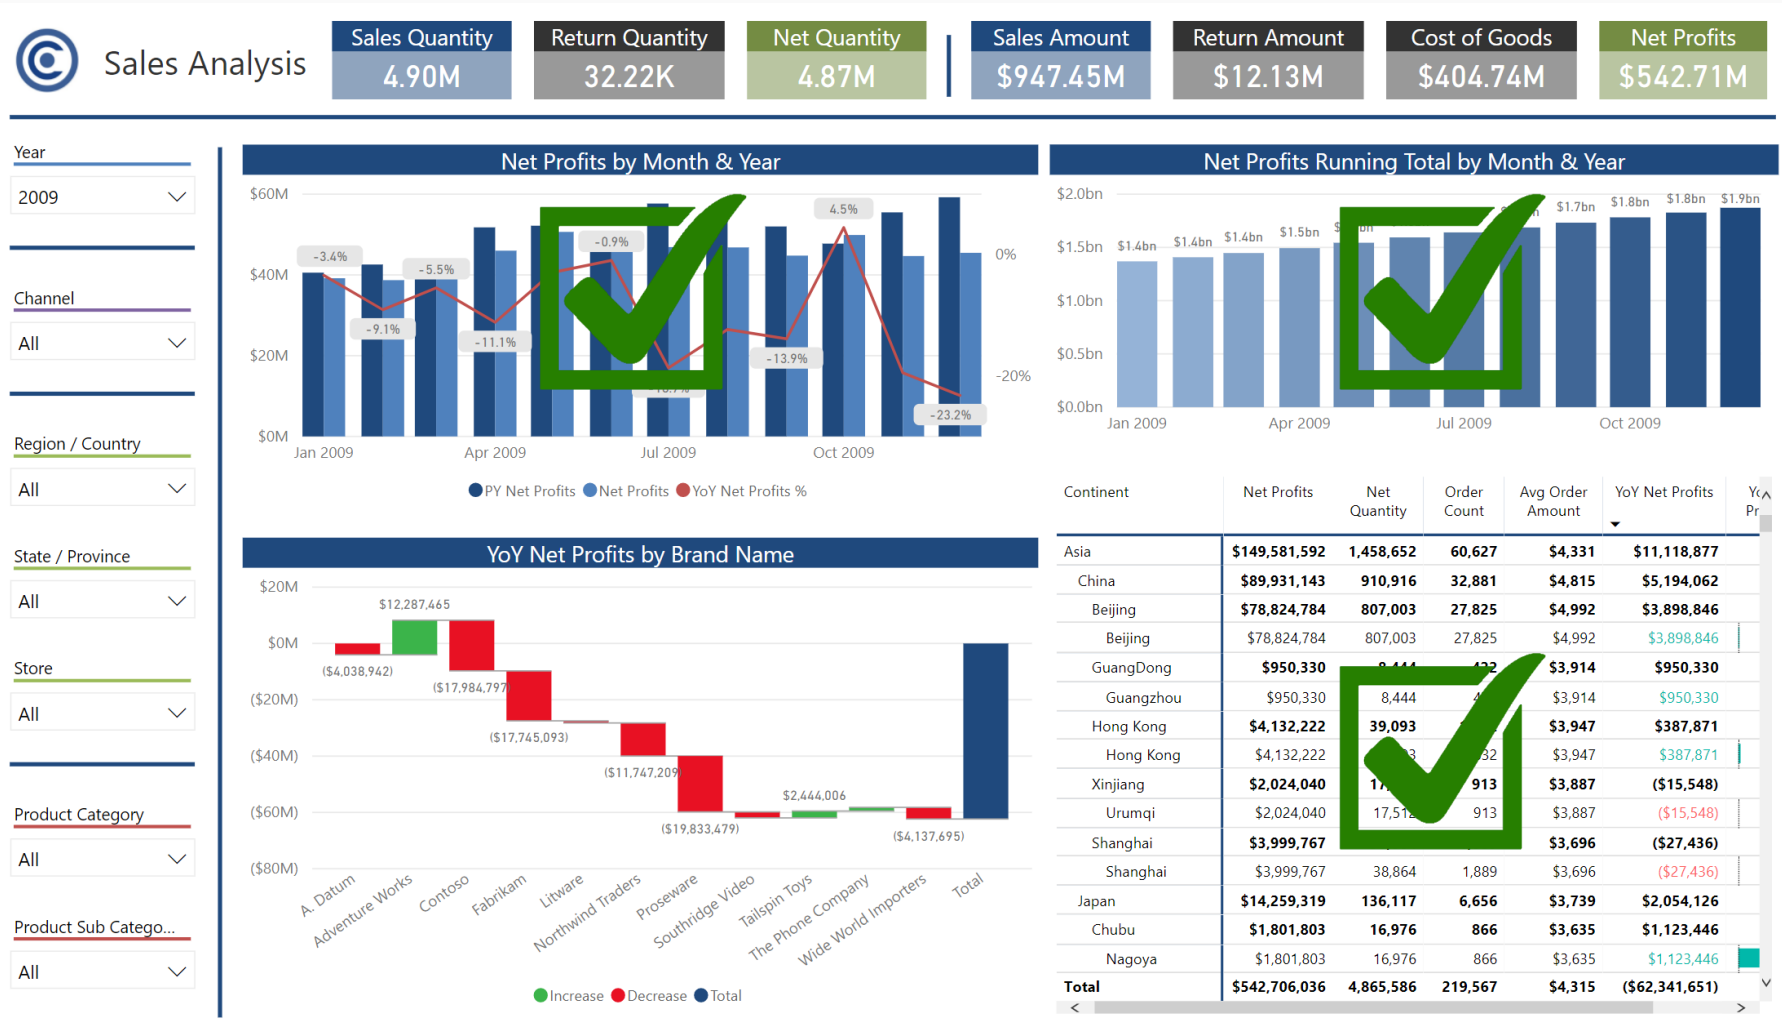 Sales Analysis
Sales Quantity
4.90M
Return Quantity
32.22K
Net Quantity
4.87M
Sales Amount
$947.45M
Return Amount
$12.13M
Cost of Goods
$404.74M
Net Profits
$542.71M
Year
2009
Channel
All
Region / Country
All
State / Province
All
Store
All
Product Category
All
Product Sub Catego...
All
Net Profits by Month & Year
$60M
$40M
$20M
$0M
0%
-20%
-3.4%
-9.1%
-5.5%
-11.1%
-0.9%
-13.9%
4.5%
-23.2%
Jan 2009
Apr 2009
Jul 2009
Oct 2009
PY Net Profits
Net Profits
YoY Net Profits %
Net Profits Running Total by Month & Year
$2.0bn
$1.5bn
$1.0bn
$0.5bn
$0.0bn
$1.4bn
$1.4bn
$1.4bn
$1.5bn
$1.7bn
$1.8bn
$1.8bn
$1.9bn
Jan 2009
Apr 2009
Jul 2009
Oct 2009
YoY Net Profits by Brand Name
$20M
$0M
($20M)
($40M)
($60M)
($80M)
($4,038,942)
$12,287,465
($17,984,797)
($17,745,093)
($11,747,209)
($19,833,479)
$2,444,006
($4,137,695)
A. Datum
Adventure Works
Contoso
Fabrikam
Litware
Northwind Traders
Proseware
Southridge Video
Tailspin Toys
The Phone Company
Wide World Importers
Total
Increase
Decrease
Total
Continent Net Profits Net Quantity Order Count Avg Order Amount YoY Net Profits
Asia $149,581,592 1,458,652 60,627 $4,331 $11,118,877
China $89,931,143 910,916 32,881 $4,815 $5,194,062
Beijing $78,824,784 807,003 27,825 $4,992 $3,898,846
Beijing $78,824,784 807,003 27,825 $4,992 $3,898,846
GuangDong $950,330 $3,914 $950,330
Guangzhou $950,330 8,444 $3,914 $950,330
Hong Kong $4,132,222 39,093 $3,947 $387,871
Hong Kong $4,132,222 $3,947 $387,871
Xinjiang $2,024,040 913 $3,887 ($15,548)
Urumqi $2,024,040 17,512 913 $3,887 ($15,548)
Shanghai $3,999,767 $3,696 ($27,436)
Shanghai $3,999,767 38,864 1,889 $3,696 ($27,436)
Japan $14,259,319 136,117 6,656 $3,739 $2,054,126
Chubu $1,801,803 16,976 866 $3,635 $1,123,446
Nagoya $1,801,803 16,976 866 $3,635 $1,123,446
Total $542,706,036 4,865,586 219,567 $4,315 ($62,341,651)